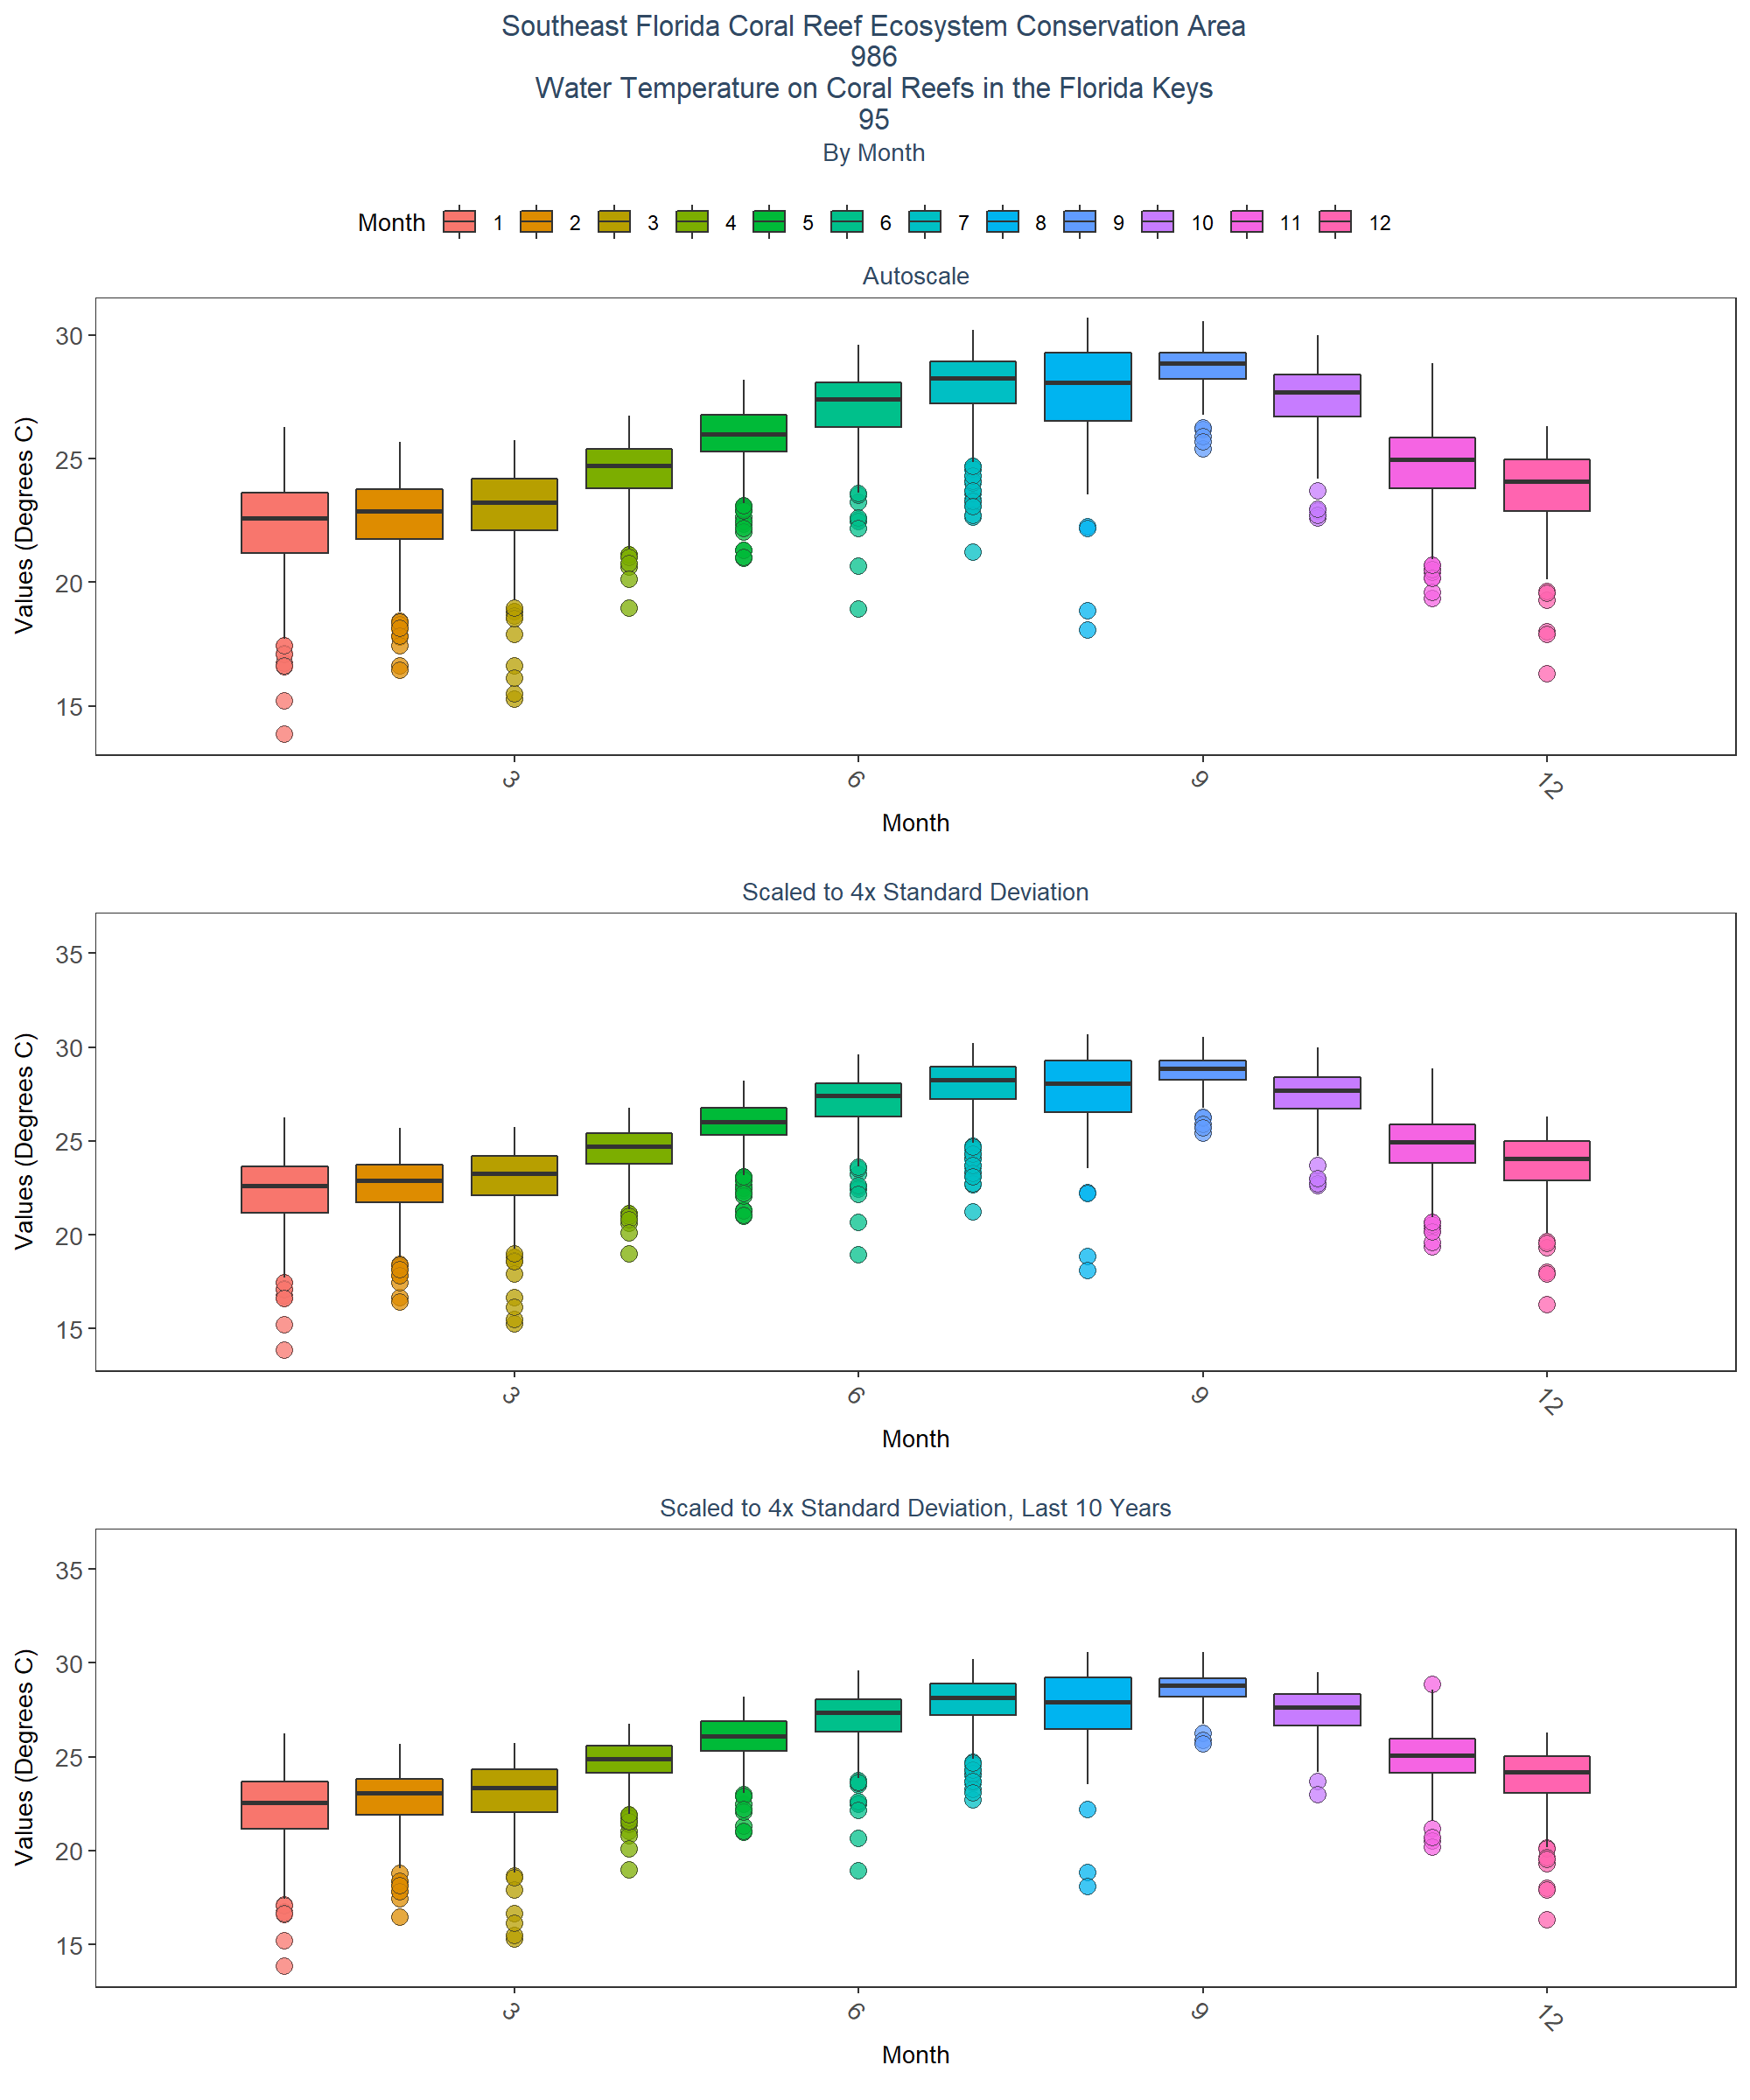 Southeast Florida Coral Reef Ecosystem Conservation Area
986
Water Temperature on Coral Reefs in the Florida Keys
95
By Month
Month 1 2 3 4 5 6 7 8 9 10 11 12
Autoscale
Values (Degrees C)
30
25
20
15
3 6 9 12
Month
Scaled to 4x Standard Deviation
Values (Degrees C)
35
30
25
20
15
3 6 9 12
Month
Scaled to 4x Standard Deviation, Last 10 Years
Values (Degrees C)
35
30
25
20
15
3 6 9 12
Month